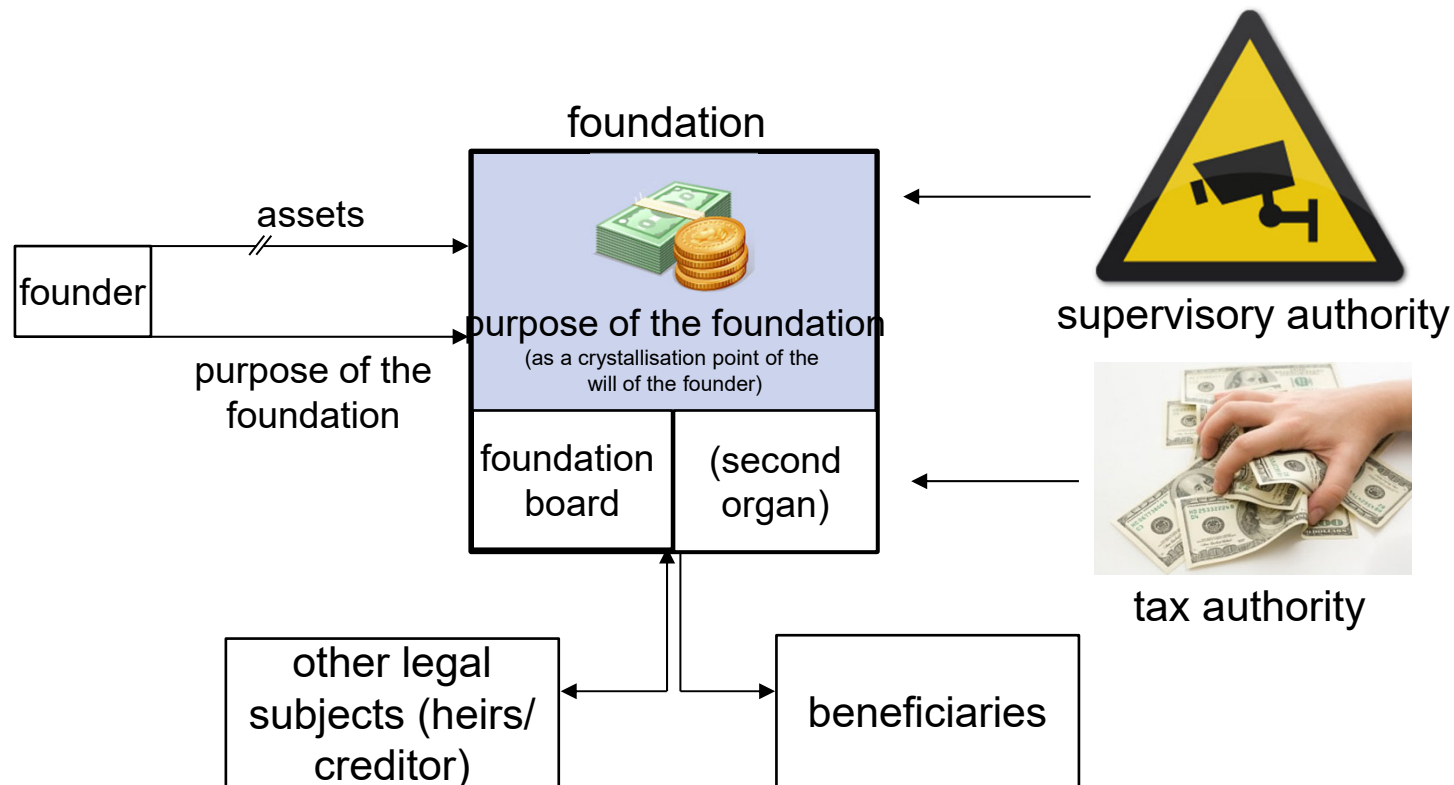 foundation
assets
founder
purpose of the
foundation
purpose of the foundation
(as a crystallisation point of the
will of the founder)
foundation
board
(second
organ)
supervisory authority
tax authority
other legal
subjects (heirs/
creditor)
beneficiaries